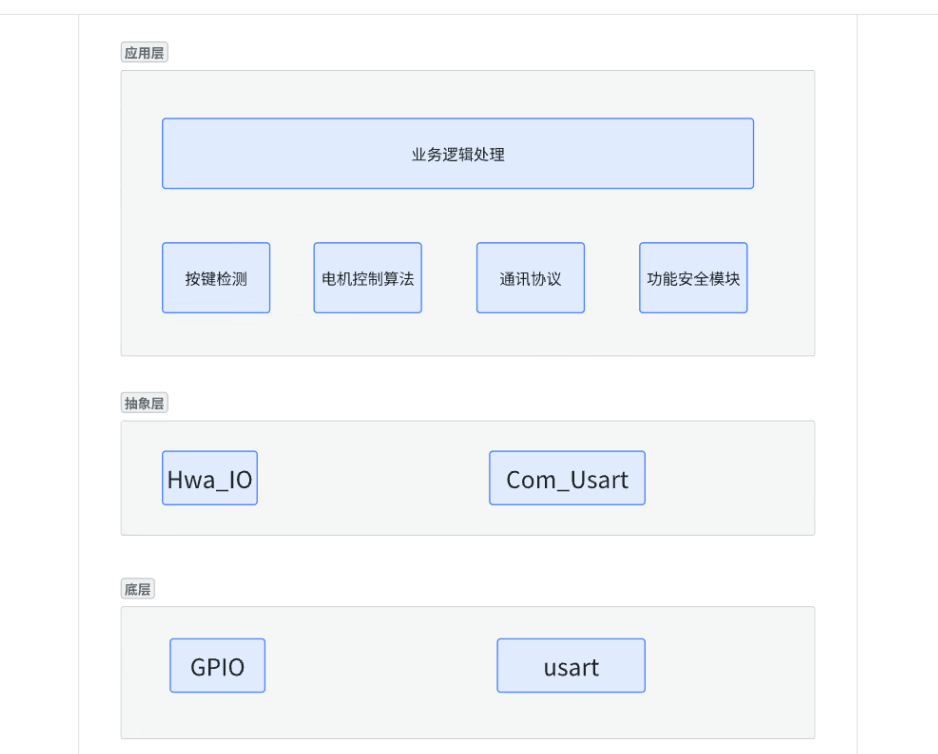 应用层
业务逻辑处理
按键检测
电机控制算法
通讯协议
功能安全模块
抽象层
Hwa_IO
Com_Usart
底层
GPIO
usart